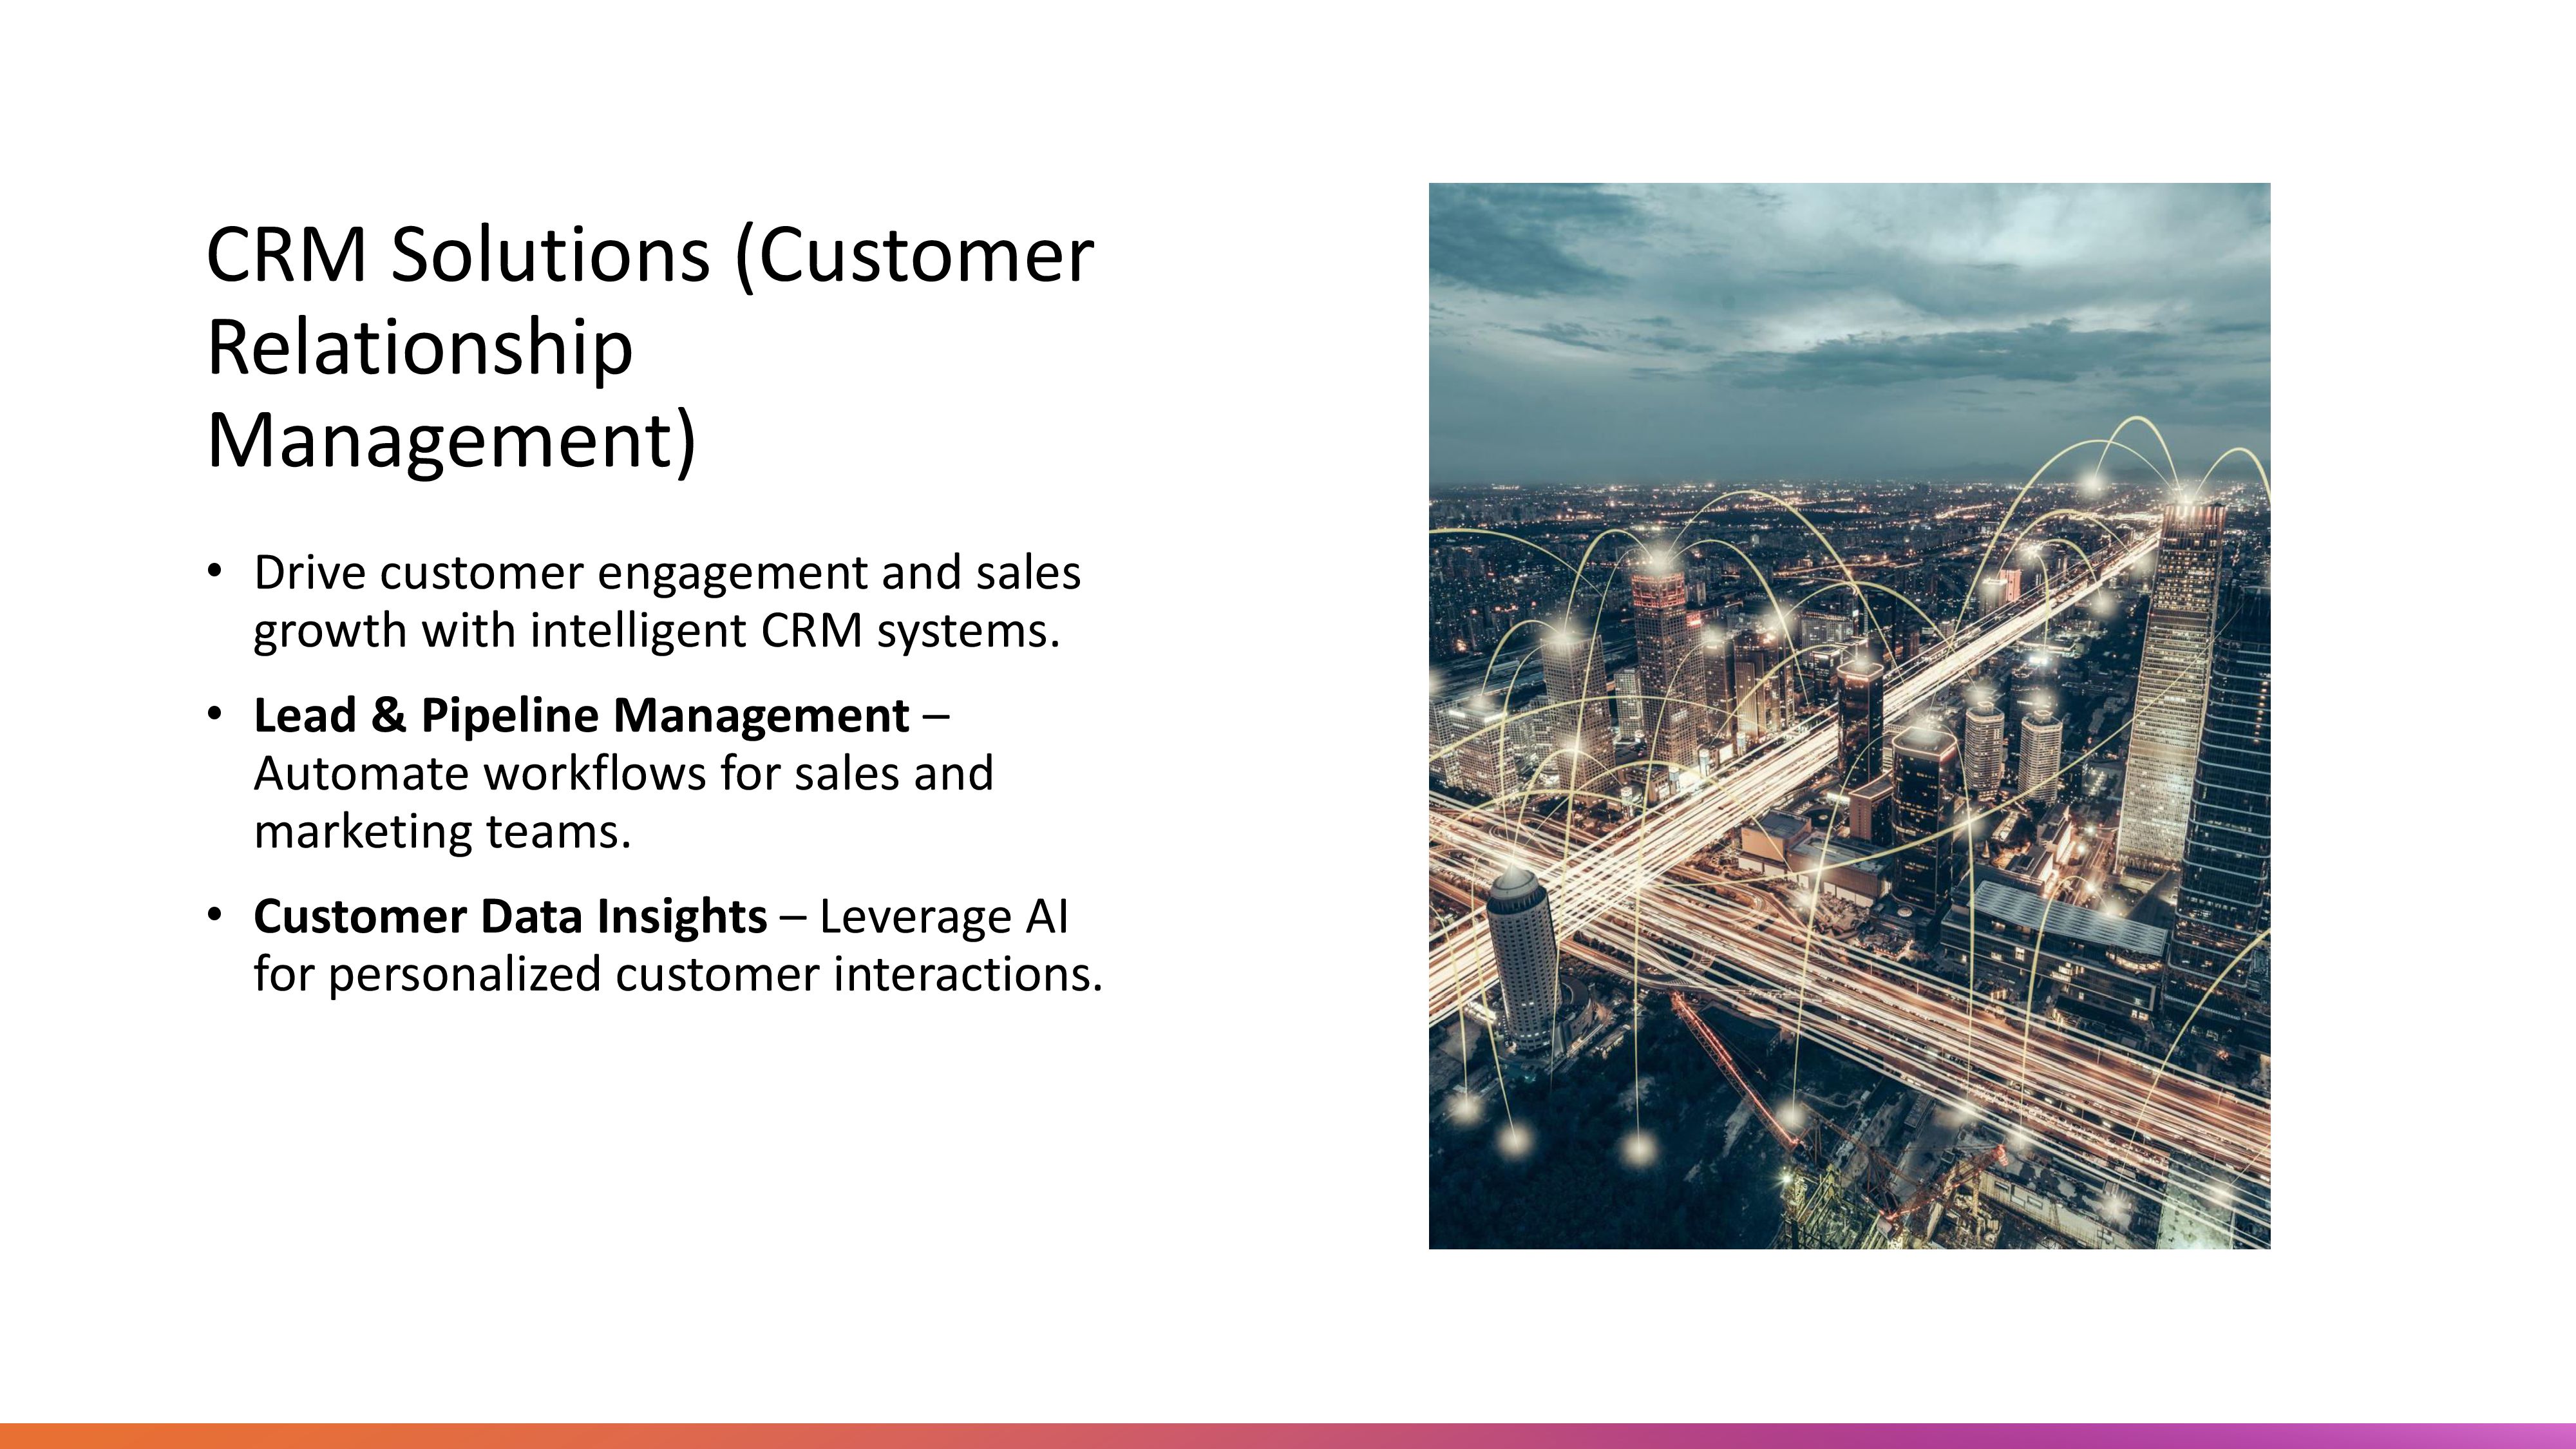 CRM Solutions (Customer
Relationship
Management)
• Drive customer engagement and sales
growth with intelligent CRM systems.
• Lead & Pipeline Management –
Automate workflows for sales and
marketing teams.
• Customer Data Insights – Leverage AI
for personalized customer interactions.